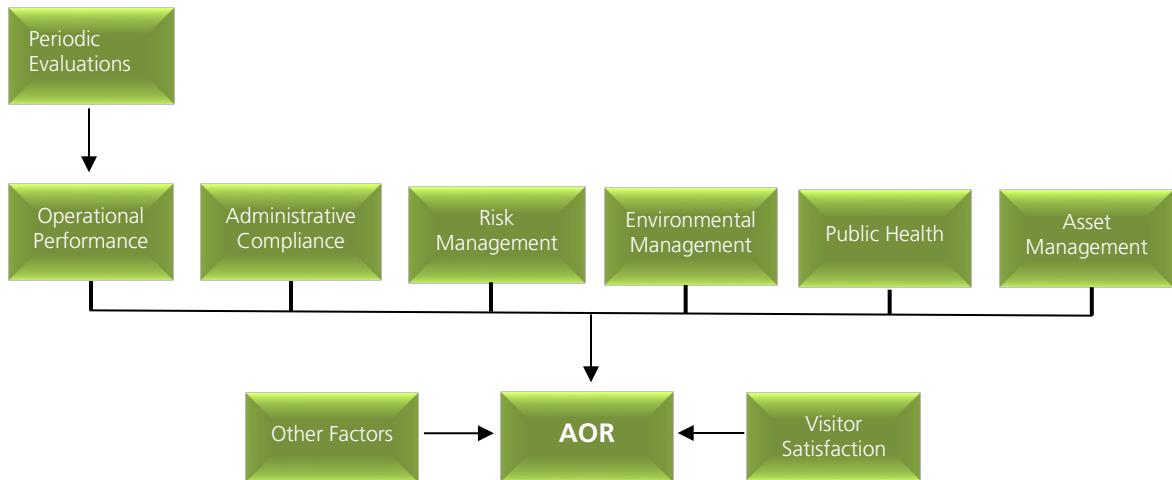 Periodic
Evaluations
Operational
Performance
Administrative
Compliance
Risk
Management
Environmental
Management
Public Health
Asset
Management
Other Factors
AOR
Visitor
Satisfaction